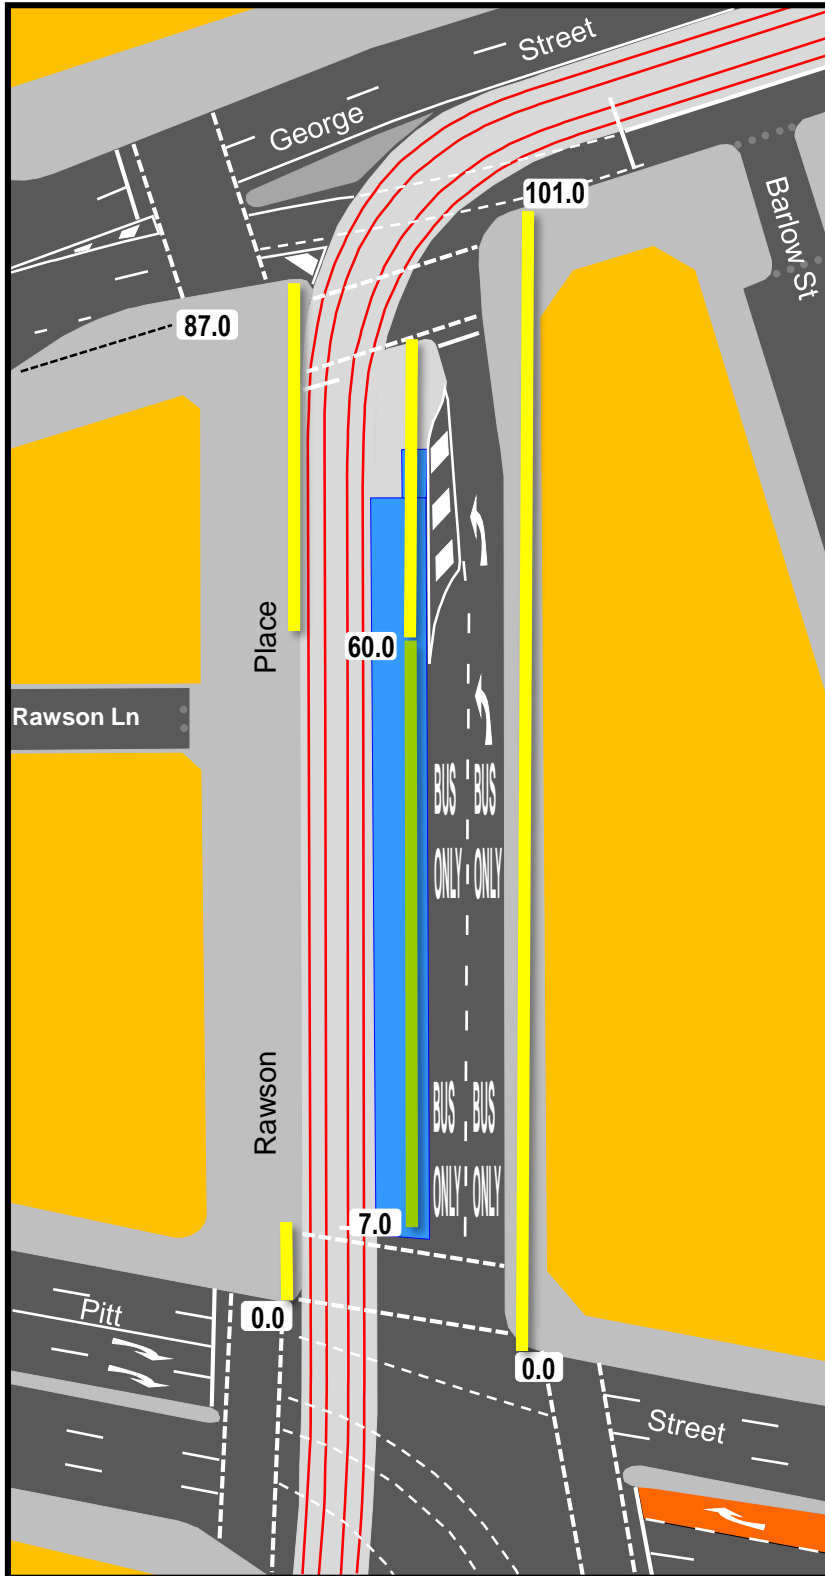 Street
George
Barlow St
101.0
87.0
Place
60.0
Rawson Ln
BUS BUS
ONLY ONLY
Rawson
BUS BUS
ONLY ONLY
7.0
Pitt
0.0
0.0
Street